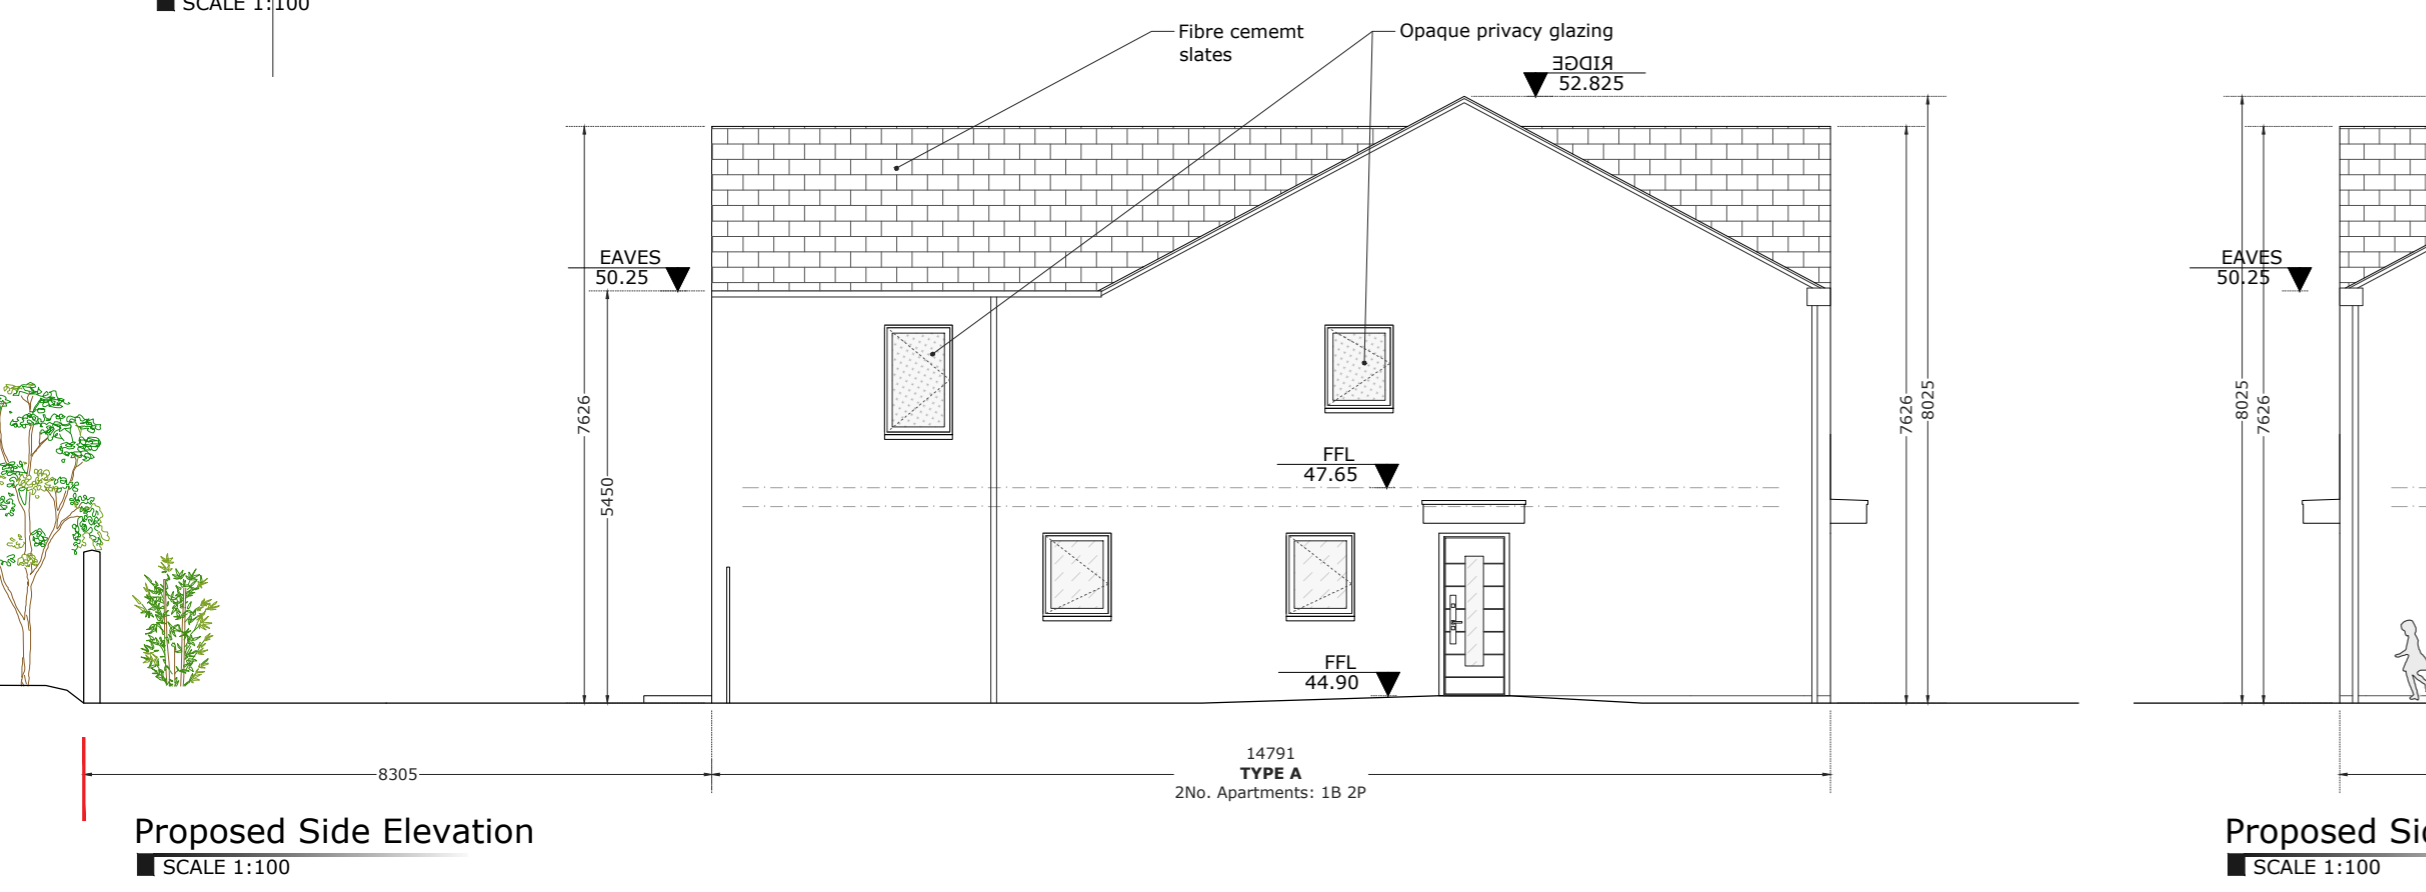 SCALE 1:100
Fibre cememt
slates
Opaque privacy glazing
RIDGE
52.825
EAVES
50.25
7626
5450
FFL
47.65
FFL
44.90
7626
8025
8305
14791
TYPE A
2No. Apartments: 1B 2P
Proposed Side Elevation
SCALE 1:100
EAVES
50.25
8025
7626
Proposed Si
SCALE 1:100